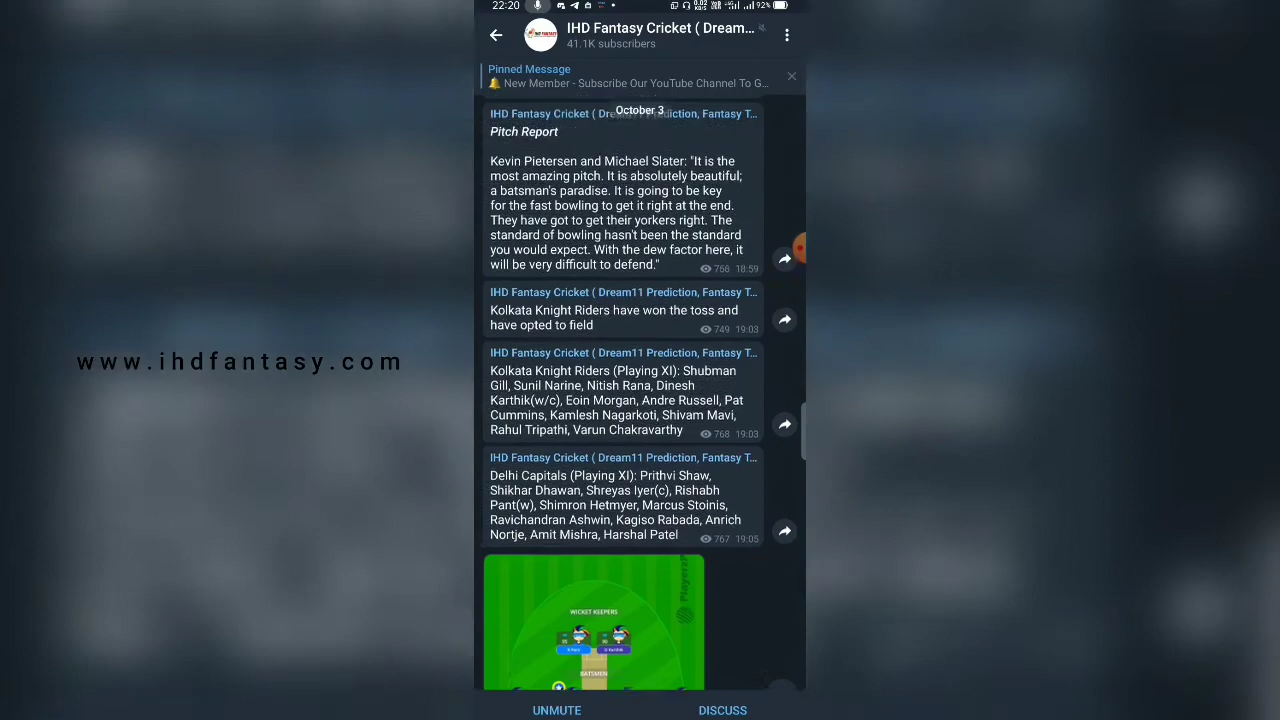 22:20
0.02
KB/S
92%
IHD Fantasy Cricket ( Dream...
41.1K subscribers
Pinned Message
🔔 New Member - Subscribe Our YouTube Channel To G...
October 3
IHD Fantasy Cricket ( Dream11 Prediction, Fantasy T...
Pitch Report
Kevin Pietersen and Michael Slater: "It is the
most amazing pitch. It is absolutely beautiful;
a batsman's paradise. It is going to be key
for the fast bowling to get it right at the end.
They have got to get their yorkers right. The
standard of bowling hasn't been the standard
you would expect. With the dew factor here, it
will be very difficult to defend."
766 18:59
IHD Fantasy Cricket ( Dream11 Prediction, Fantasy T...
Kolkata Knight Riders have won the toss and
have opted to field
749 19:03
IHD Fantasy Cricket ( Dream11 Prediction, Fantasy T...
Kolkata Knight Riders (Playing XI): Shubman
Gill, Sunil Narine, Nitish Rana, Dinesh
Karthik(w/c), Eoin Morgan, Andre Russell, Pat
Cummins, Kamlesh Nagarkoti, Shivam Mavi,
Rahul Tripathi, Varun Chakravarthy
768 19:03
IHD Fantasy Cricket ( Dream11 Prediction, Fantasy T...
Delhi Capitals (Playing XI): Prithvi Shaw,
Shikhar Dhawan, Shreyas Iyer(c), Rishabh
Pant(w), Shimron Hetmyer, Marcus Stoinis,
Ravichandran Ashwin, Kagiso Rabada, Anrich
Nortje, Amit Mishra, Harshal Patel
767 19:05
WICKET KEEPERS
BATSMEN
UNMUTE
DISCUSS
www.ihdfantasy.com